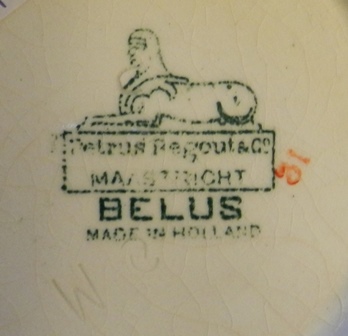 Petrus Regout & Co
MAASTRICHT
BELUS
MADE IN HOLLAND